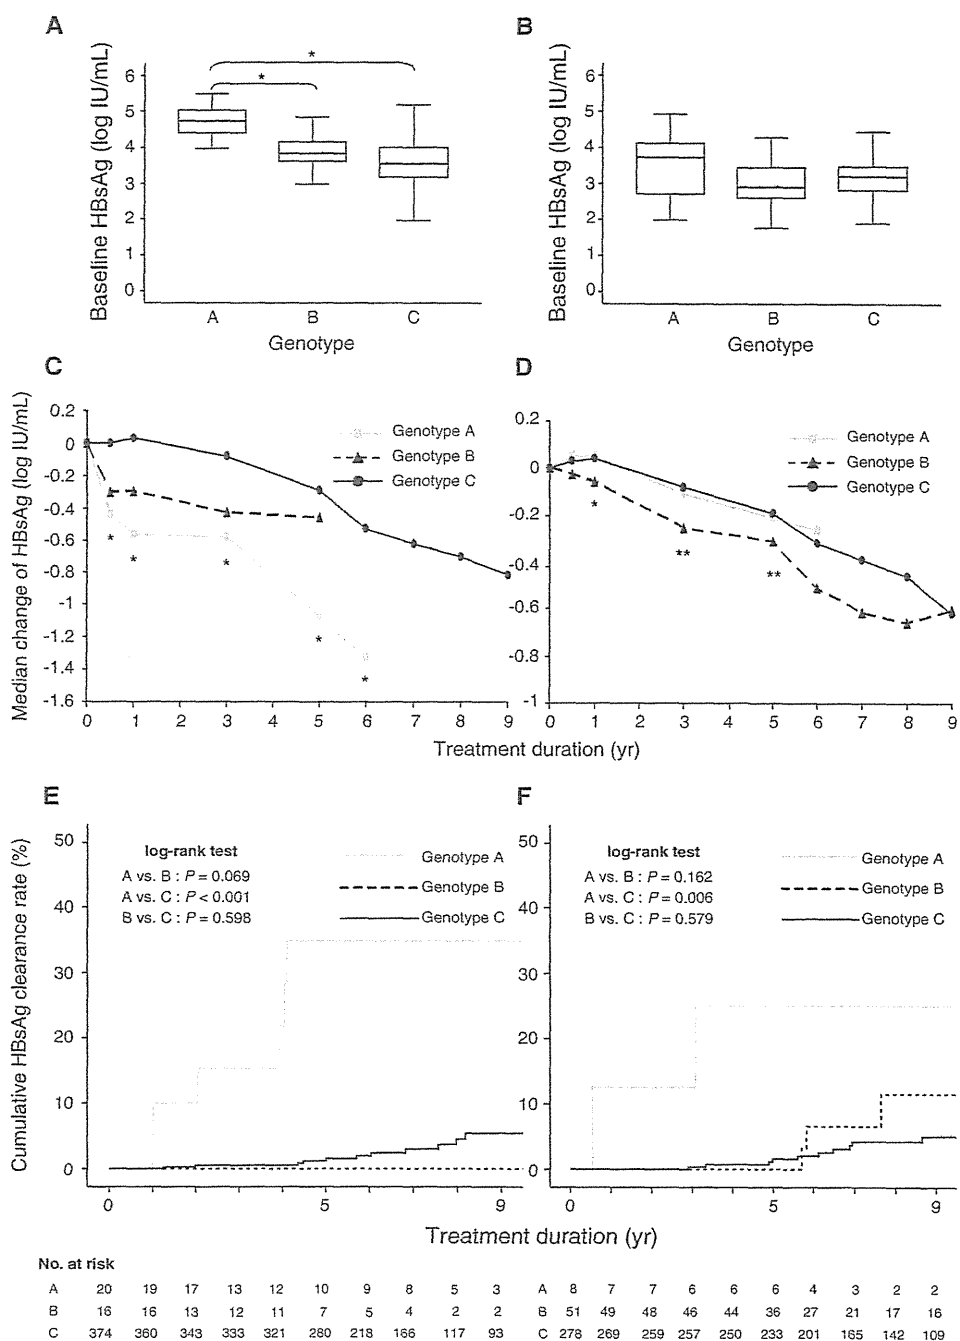 A
Baseline HBsAg (log IU/mL)
6
5
4
3
2
1
0
*
*
A B C
Genotype
B
Baseline HBsAg (log IU/mL)
6
5
4
3
2
1
0
A B C
Genotype
C
Median change of HBsAg (log IU/mL)
0.2
0
-0.2
-0.4
-0.6
-0.8
-1
-1.2
-1.4
-1.6
Genotype A
Genotype B
Genotype C
*
*
*
*
*
0 1 2 3 4 5 6 7 8 9
D
0.2
0
-0.2
-0.4
-0.6
-0.8
-1
Genotype A
Genotype B
Genotype C
*
**
**
0 1 2 3 4 5 6 7 8 9
Treatment duration (yr)
E
Cumulative HBsAg clearance rate (%)
50
40
30
20
10
0
log-rank test
A vs. B : P = 0.069
A vs. C : P < 0.001
B vs. C : P = 0.598
Genotype A
Genotype B
Genotype C
0 5 9
F
50
40
30
20
10
0
log-rank test
A vs. B : P = 0.162
A vs. C : P = 0.006
B vs. C : P = 0.579
Genotype A
Genotype B
Genotype C
0 5 9
Treatment duration (yr)
No. at risk
A 20 19 17 13 12 10 9 8 5 3 A 8 7 7 6 6 6 4 3 2 2
B 16 16 13 12 11 7 5 4 2 2 B 51 49 48 46 44 36 27 21 17 16
C 374 360 343 333 321 280 218 166 117 93 C 278 269 259 257 250 233 201 165 142 109